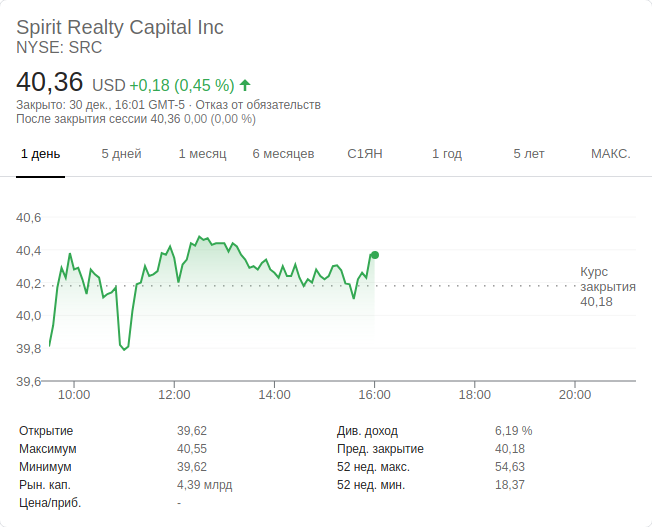 Spirit Realty Capital Inc
NYSE: SRC
40,36 USD +0,18 (0,45 %)
Закрыто: 30 дек., 16:01 GMT-5 · Отказ от обязательств
После закрытия сессии 40,36 0,00 (0,00 %)
1 день 5 дней 1 месяц 6 месяцев С1ЯН 1 год 5 лет МАКС.
40,6
40,4
40,2
40,0
39,8
39,6
Курс
закрытия
40,18
10:00 12:00 14:00 16:00 18:00 20:00
Открытие 39,62 Див. доход 6,19 %
Максимум 40,55 Пред. закрытие 40,18
Минимум 39,62 52 нед. макс. 54,63
Рын. кап. 4,39 млрд 52 нед. мин. 18,37
Цена/приб. -